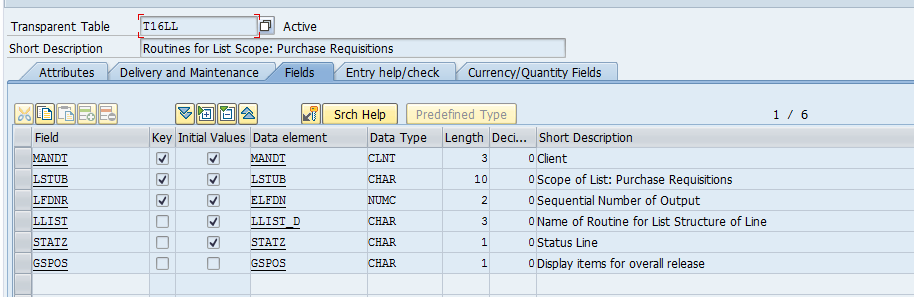 Transparent Table T16LL Active
Short Description Routines for List Scope: Purchase Requisitions
Attributes Delivery and Maintenance Fields Entry help/check Currency/Quantity Fields
Srch Help Predefined Type 1 / 6
Field Key Initial Values Data element Data Type Length Deci... Short Description
MANDT MANDT CLNT 3 0 Client
LSTUB LSTUB CHAR 10 0 Scope of List: Purchase Requisitions
LFDNR ELFDN NUMC 2 0 Sequential Number of Output
LLIST LLIST_D CHAR 3 0 Name of Routine for List Structure of Line
STATZ STATZ CHAR 1 0 Status Line
GSPOS GSPOS CHAR 1 0 Display items for overall release